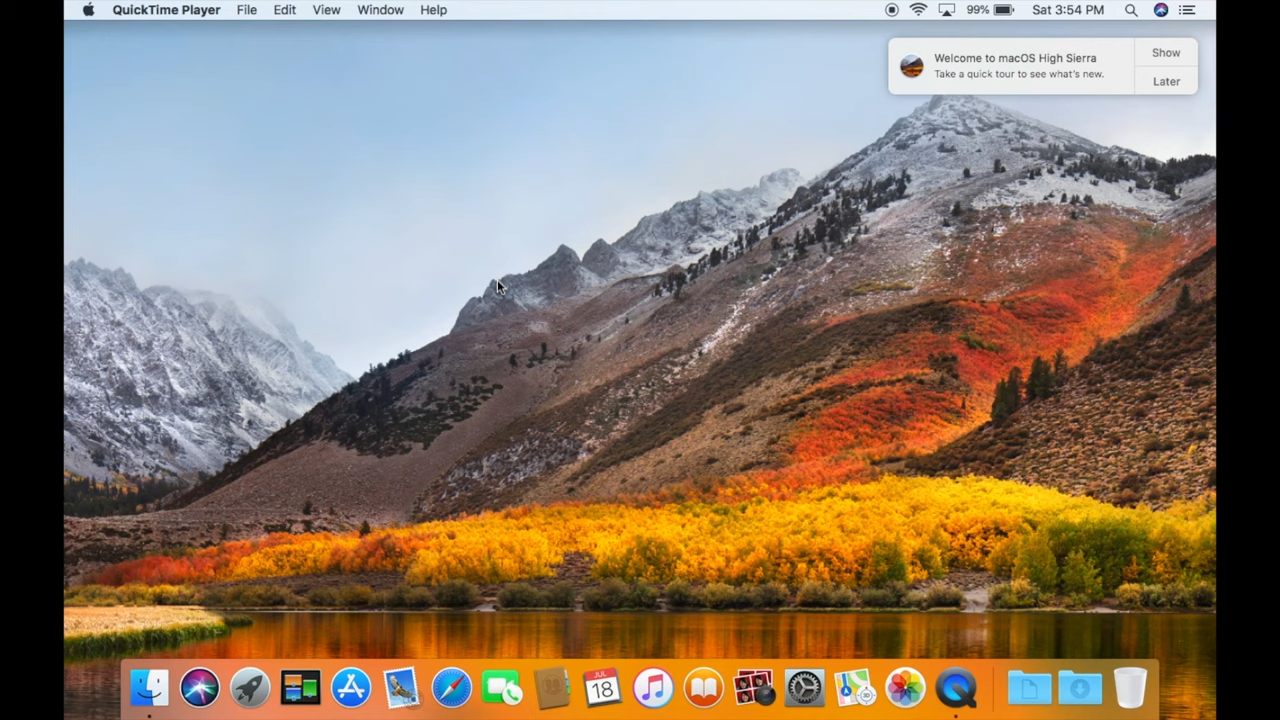 QuickTime Player File Edit View Window Help 99% Sat 3:54 PM
Welcome to macOS High Sierra
Take a quick tour to see what's new.
Show
Later
JUL
18
3D